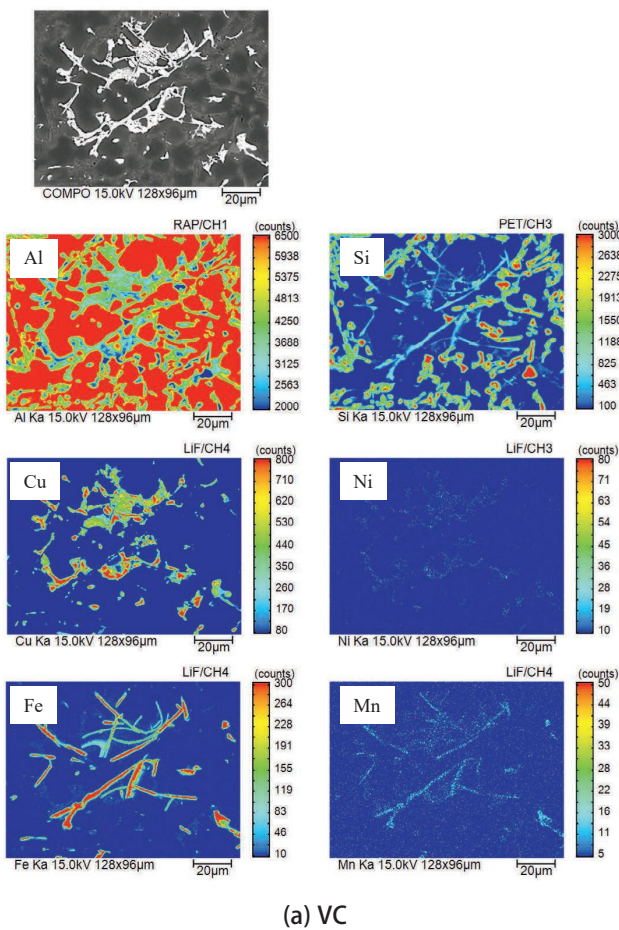 COMPO 15.0kV 128x96µm 20µm
RAP/CH1 (counts)
Al
6500
5938
5375
4813
4250
3688
3125
2563
2000
Al Ka 15.0kV 128x96µm 20µm
PET/CH3 (counts)
Si
3000
2638
2275
1913
1550
1188
825
463
100
Si Ka 15.0kV 128x96µm 20µm
LiF/CH4 (counts)
Cu
800
710
620
530
440
350
260
170
80
Cu Ka 15.0kV 128x96µm 20µm
LiF/CH3 (counts)
Ni
80
71
63
54
45
36
28
19
10
Ni Ka 15.0kV 128x96µm 20µm
LiF/CH4 (counts)
Fe
300
264
228
191
155
119
83
46
10
Fe Ka 15.0kV 128x96µm 20µm
LiF/CH4 (counts)
Mn
50
44
39
33
28
22
16
11
5
Mn Ka 15.0kV 128x96µm 20µm
(a) VC